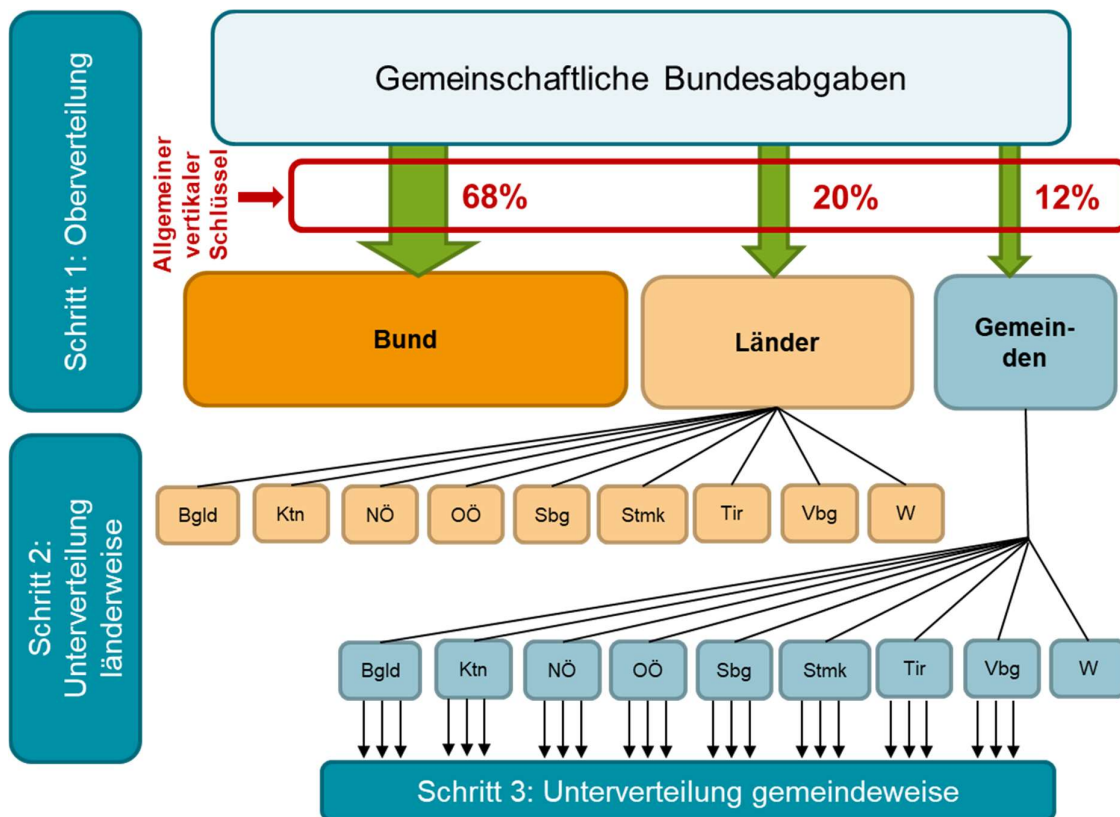 Schritt 1: Oberverteilung
Gemeinschaftliche Bundesabgaben
Allgemeiner
vertikaler
Schlüssel
68%
20%
12%
Bund
Länder
Gemein-
den
Schritt 2:
Unterverteilung
länderweise
Bgld
Ktn
NÖ
OÖ
Sbg
Stmk
Tir
Vbg
W
Bgld
Ktn
NÖ
OÖ
Sbg
Stmk
Tir
Vbg
W
Schritt 3: Unterverteilung gemeindeweise